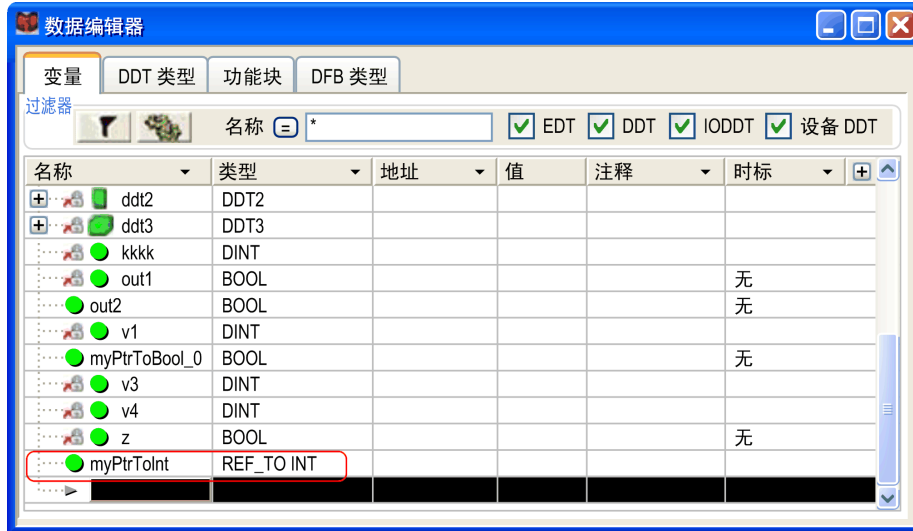 数据编辑器
变量 DDT 类型 功能块 DFB 类型
过滤器
名称 = * EDT DDT IODDT 设备 DDT
名称 类型 地址 值 注释 时标
ddt2 DDT2
ddt3 DDT3
kkkk DINT
out1 BOOL 无
out2 BOOL 无
v1 DINT
myPtrToBool_0 BOOL 无
v3 DINT
v4 DINT
z BOOL 无
myPtrToInt REF_TO INT